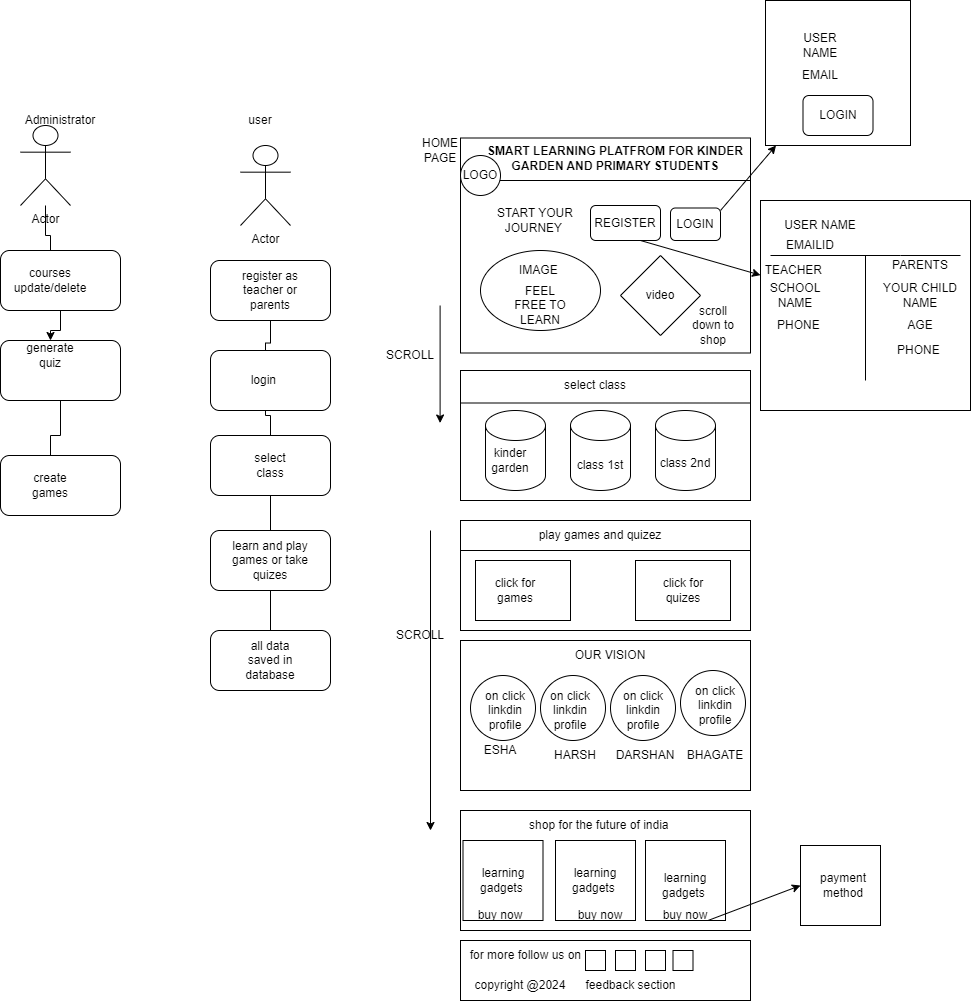 Administrator
Actor
courses
update/delete
generate
quiz
create
games
user
Actor
register as
teacher or
parents
login
select
class
learn and play
games or take
quizes
all data
saved in
database
HOME
PAGE
SMART LEARNING PLATFROM FOR KINDER
GARDEN AND PRIMARY STUDENTS
LOGO
START YOUR
JOURNEY
REGISTER
LOGIN
IMAGE
FEEL
FREE TO
LEARN
video
scroll
down to
shop
SCROLL
USER
NAME
EMAIL
LOGIN
USER NAME
EMAILID
TEACHER
SCHOOL
NAME
PHONE
PARENTS
YOUR CHILD
NAME
AGE
PHONE
select class
kinder
garden
class 1st
class 2nd
play games and quizez
click for
games
click for
quizes
SCROLL
OUR VISION
on click
linkdin
profile
ESHA
on click
linkdin
profile
HARSH
on click
linkdin
profile
DARSHAN
on click
linkdin
profile
BHAGATE
shop for the future of india
learning
gadgets
buy now
learning
gadgets
buy now
learning
gadgets
buy now
payment
method
for more follow us on
copyright @2024
feedback section